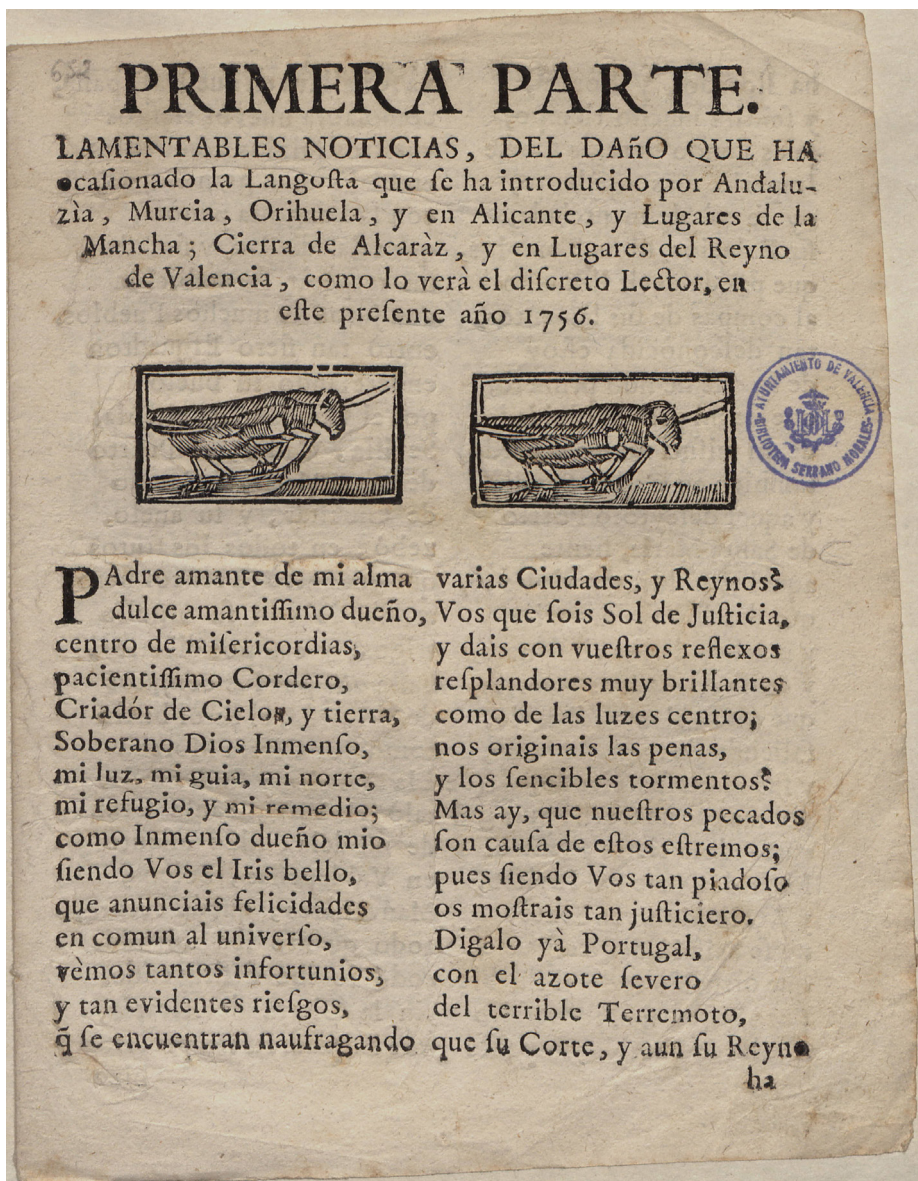 652
PRIMERA PARTE.
LAMENTABLES NOTICIAS, DEL DAñO QUE HA
ocaſionado la Langoſta que ſe ha introducido por Andalu-
zìa, Murcia, Orihuela, y en Alicante, y Lugares de la
Mancha; Cierra de Alcaràz, y en Lugares del Reyno
de Valencia, como lo verà el diſcreto Lector, en
eſte preſente año 1756.
AYUNTAMIENTO DE VALENCIA
BIBLIOTECA SERRANO MORALES
PAdre amante de mi alma
dulce amantiſſimo dueño,
centro de miſericordias,
pacientiſſimo Cordero,
Criadór de Cielos, y tierra,
Soberano Dios Inmenſo,
mi luz, mi guia, mi norte,
mi refugio, y mi remedio;
como Inmenſo dueño mio
ſiendo Vos el Iris bello,
que anunciais felicidades
en comun al univerſo,
vèmos tantos infortunios,
y tan evidentes rieſgos,
q̃ ſe encuentran naufragando
varias Ciudades, y Reynos?
Vos que ſois Sol de Juſticia,
y dais con vueſtros reflexos
reſplandores muy brillantes
como de las luzes centro;
nos originais las penas,
y los ſencibles tormentos?
Mas ay, que nueſtros pecados
ſon cauſa de eſtos eſtremos;
pues ſiendo Vos tan piadoſo
os moſtrais tan juſticiero.
Digalo yà Portugal,
con el azote ſevero
del terrible Terremoto,
que ſu Corte, y aun ſu Reyno
ha